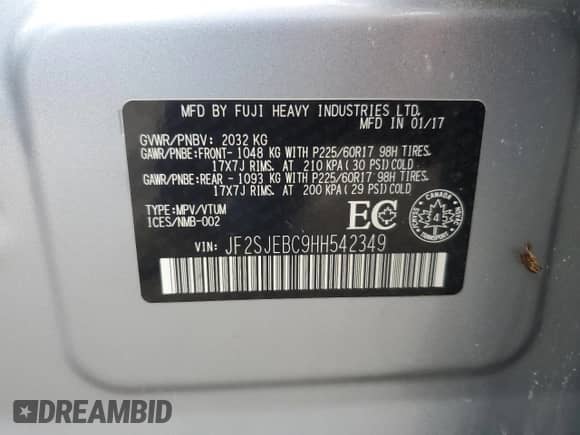 MFD BY FUJI HEAVY INDUSTRIES LTD.
MFD IN 01/17
GVWR/PNBV: 2032 KG
GAWR/PNBE:FRONT- 1048 KG WITH P225/60R17 98H TIRES.
17X7J RIMS. AT 210 KPA ( 30 PSI ) COLD
GAWR/PNBE:REAR - 1093 KG WITH P225/60R17 98H TIRES.
17X7J RIMS. AT 200 KPA ( 29 PSI ) COLD
TYPE:MPV/VTUM
ICES/NMB-002
EC
CANADA
4
VIN: JF2SJEBC9HH542349
DREAMBID